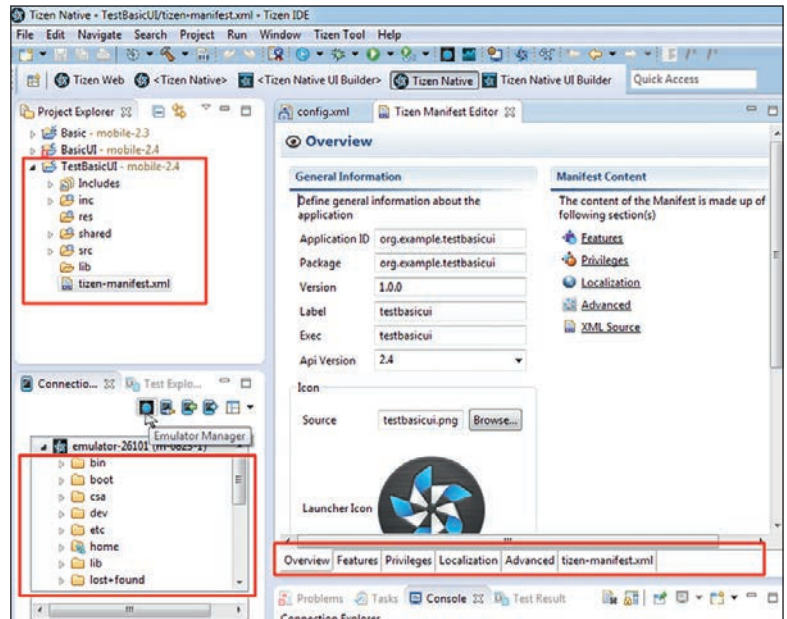 Tizen Native - TestBasicUI/tizen-manifest.xml - Tizen IDE
File Edit Navigate Search Project Run Window Tizen Tool Help
Tizen Web <Tizen Native> <Tizen Native UI Builder> Tizen Native Tizen Native UI Builder Quick Access
Project Explorer
Basic - mobile-2.3
BasicUI - mobile-2.4
TestBasicUI - mobile-2.4
Includes
inc
res
shared
src
lib
tizen-manifest.xml
Connectio... Test Explo...
Emulator Manager
emulator-26101 (m-0825-1)
bin
boot
csa
dev
etc
home
lib
lost+found
config.xml Tizen Manifest Editor
Overview
General Information
Define general information about the
application
Application ID org.example.testbasicui
Package org.example.testbasicui
Version 1.0.0
Label testbasicui
Exec testbasicui
Api Version 2.4
Icon
Source testbasicui.png Browse...
Launcher Icon
Manifest Content
The content of the Manifest is made up of
following section(s)
Features
Privileges
Localization
Advanced
XML Source
Overview Features Privileges Localization Advanced tizen-manifest.xml
Problems Tasks Console Test Result
Connection Explorer